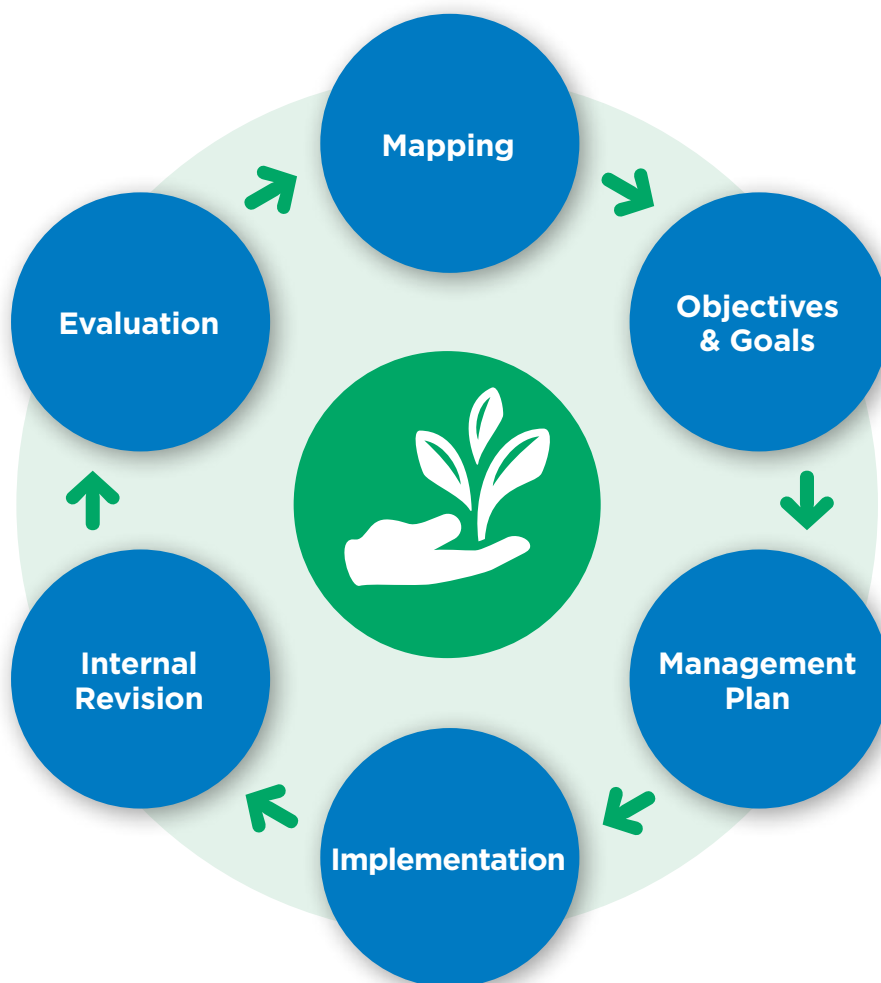 Mapping
Objectives
& Goals
Management
Plan
Implementation
Internal
Revision
Evaluation